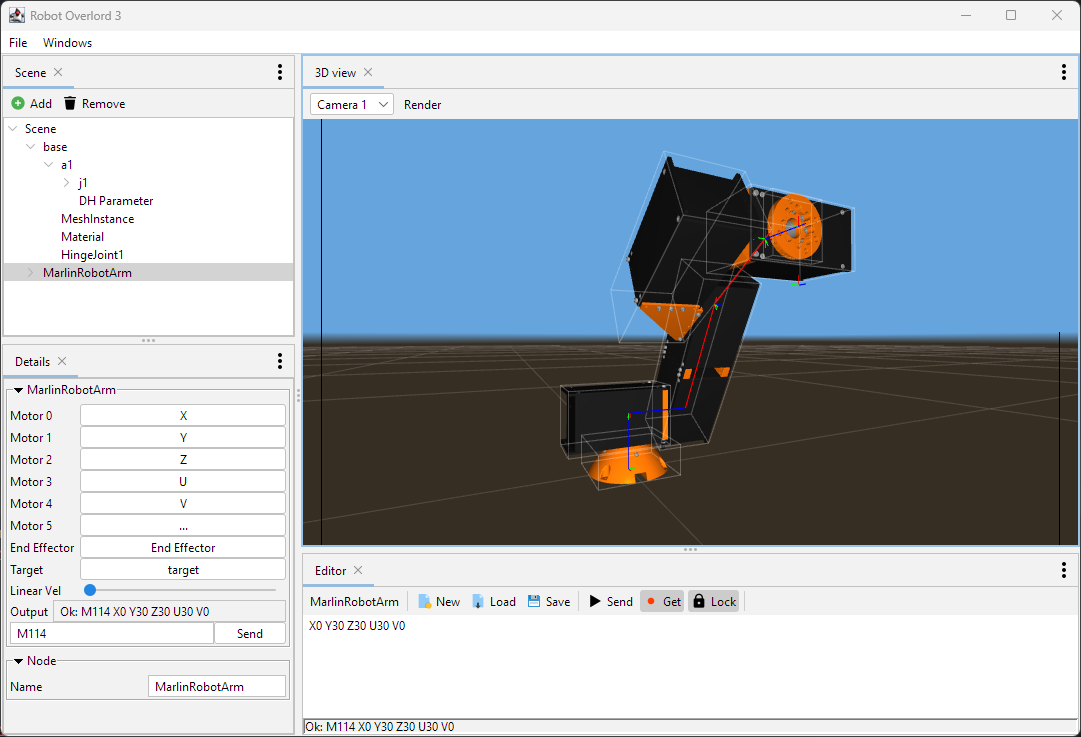 Robot Overlord 3
File Windows
Scene
Add Remove
Scene
base
a1
j1
DH Parameter
MeshInstance
Material
HingeJoint1
MarlinRobotArm
Details
MarlinRobotArm
Motor 0 X
Motor 1 Y
Motor 2 Z
Motor 3 U
Motor 4 V
Motor 5 ...
End Effector End Effector
Target target
Linear Vel
Output Ok: M114 X0 Y30 Z30 U30 V0
M114 Send
Node
Name MarlinRobotArm
3D view
Camera 1 Render
Editor
MarlinRobotArm New Load Save Send Get Lock
X0 Y30 Z30 U30 V0
Ok: M114 X0 Y30 Z30 U30 V0